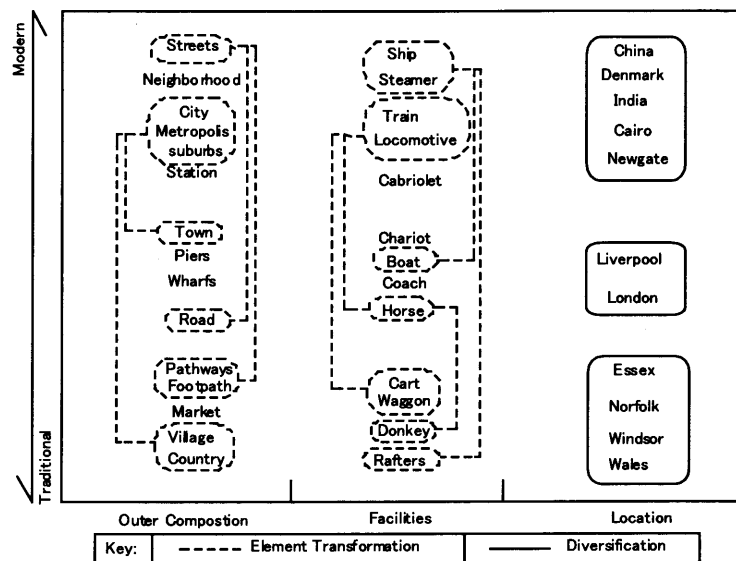 Modern
Traditional
Streets
Neighborhood
City
Metropolis
suburbs
Station
Town
Piers
Wharfs
Road
Pathways
Footpath
Market
Village
Country
Ship
Steamer
Train
Locomotive
Cabriolet
Chariot
Boat
Coach
Horse
Cart
Waggon
Donkey
Rafters
China
Denmark
India
Cairo
Newgate
Liverpool
London
Essex
Norfolk
Windsor
Wales
Outer Compostion
Facilities
Location
Key:
Element Transformation
Diversification